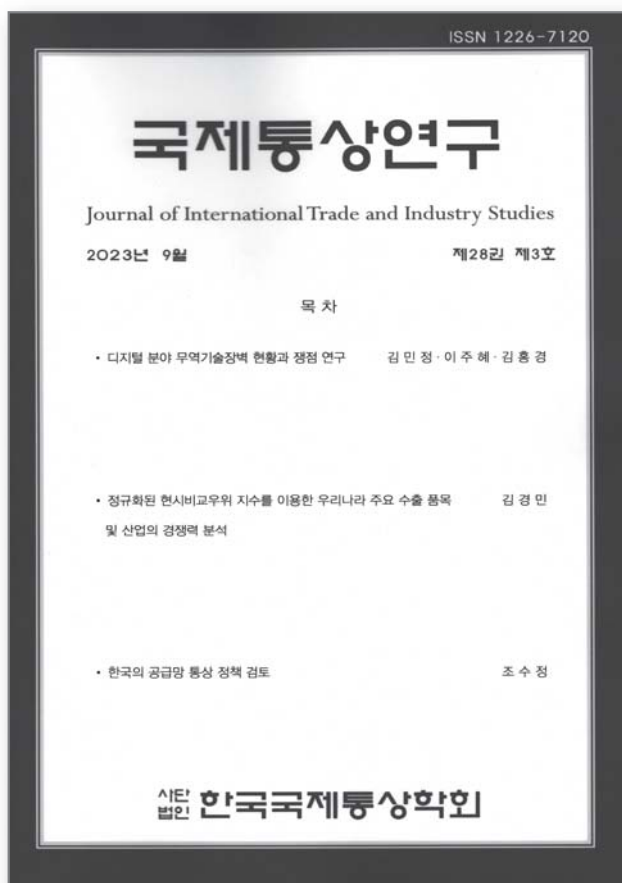 ISSN 1226-7120
국제통상연구
Journal of International Trade and Industry Studies
2023년 9월 제28권 제3호
목 차
• 디지털 분야 무역기술장벽 현황과 쟁점 연구 김 민 정 · 이 주 혜 · 김 홍 경
• 정규화된 현시비교우위 지수를 이용한 우리나라 주요 수출 품목 김 경 민
및 산업의 경쟁력 분석
• 한국의 공급망 통상 정책 검토 조 수 정
사단법인 한국국제통상학회